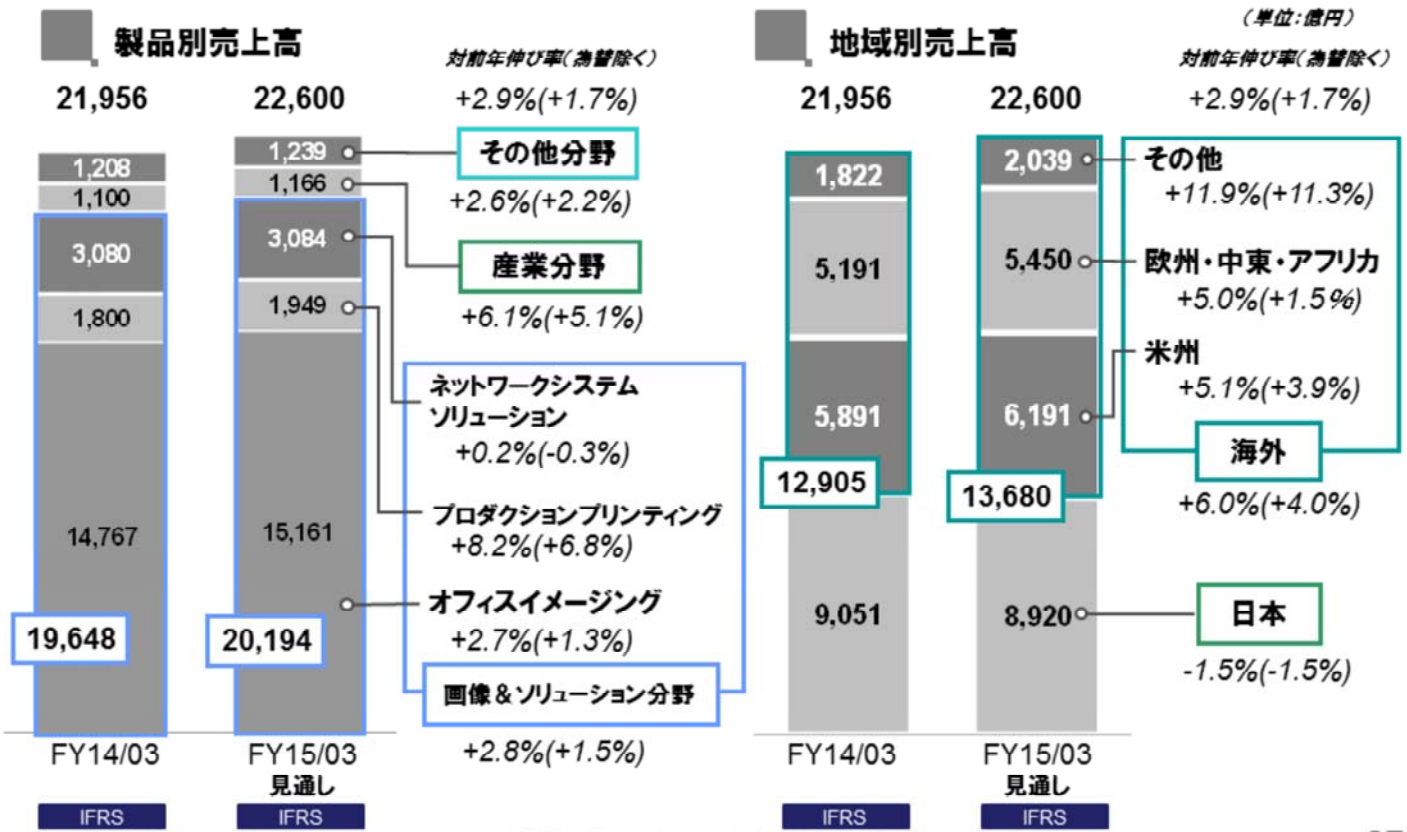 製品別売上高
対前年伸び率(為替除く)
21,956
22,600
+2.9%(+1.7%)
1,208
1,239
その他分野
+2.6%(+2.2%)
1,100
1,166
産業分野
+6.1%(+5.1%)
3,080
3,084
ネットワークシステム
ソリューション
+0.2%(-0.3%)
1,800
1,949
プロダクションプリンティング
+8.2%(+6.8%)
14,767
15,161
オフィスイメージング
+2.7%(+1.3%)
19,648
20,194
画像&ソリューション分野
+2.8%(+1.5%)
FY14/03
FY15/03
見通し
IFRS
IFRS
地域別売上高
(単位:億円)
対前年伸び率(為替除く)
21,956
22,600
+2.9%(+1.7%)
1,822
2,039
その他
+11.9%(+11.3%)
5,191
5,450
欧州・中東・アフリカ
+5.0%(+1.5%)
5,891
6,191
米州
+5.1%(+3.9%)
12,905
13,680
海外
+6.0%(+4.0%)
9,051
8,920
日本
-1.5%(-1.5%)
FY14/03
FY15/03
見通し
IFRS
IFRS